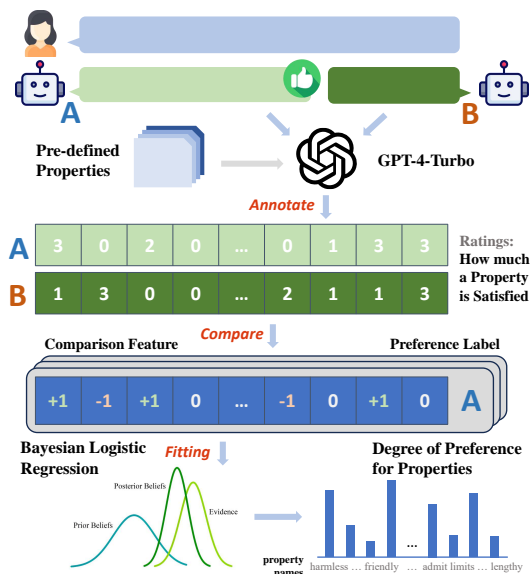 A
B
Pre-defined
Properties
GPT-4-Turbo
Annotate
A 3 0 2 0 ... 0 1 3 3
B 1 3 0 0 ... 2 1 1 3
Ratings:
How much
a Property
is Satisfied
Compare
Comparison Feature
Preference Label
+1 -1 +1 0 ... -1 0 +1 0 A
Bayesian Logistic
Regression
Fitting
Degree of Preference
for Properties
Posterior Beliefs
Prior Beliefs
Evidence
...
property
names
harmless ... friendly ... admit limits ... lengthy